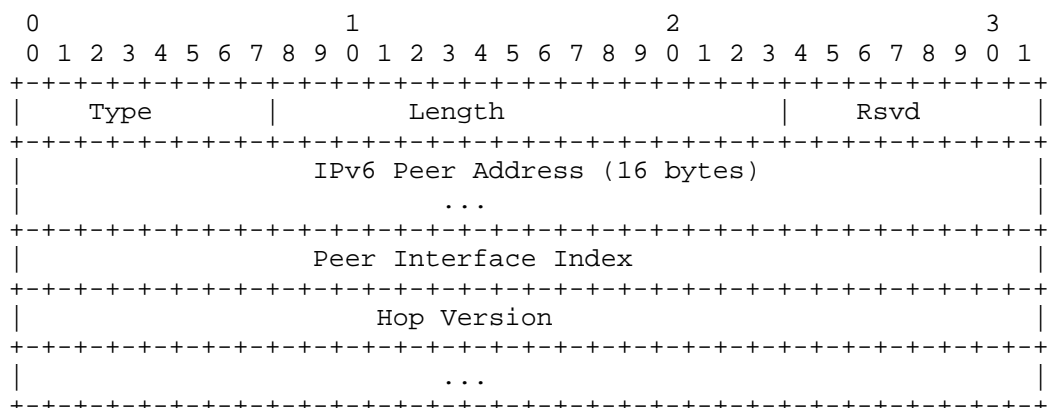 0                   1                   2                   3
 0 1 2 3 4 5 6 7 8 9 0 1 2 3 4 5 6 7 8 9 0 1 2 3 4 5 6 7 8 9 0 1
+-+-+-+-+-+-+-+-+-+-+-+-+-+-+-+-+-+-+-+-+-+-+-+-+-+-+-+-+-+-+-+-+
|    Type       |        Length                 |    Rsvd       |
+-+-+-+-+-+-+-+-+-+-+-+-+-+-+-+-+-+-+-+-+-+-+-+-+-+-+-+-+-+-+-+-+
|                  IPv6 Peer Address (16 bytes)                 |
|                          ...                                  |
+-+-+-+-+-+-+-+-+-+-+-+-+-+-+-+-+-+-+-+-+-+-+-+-+-+-+-+-+-+-+-+-+
|                  Peer Interface Index                         |
+-+-+-+-+-+-+-+-+-+-+-+-+-+-+-+-+-+-+-+-+-+-+-+-+-+-+-+-+-+-+-+-+
|                      Hop Version                              |
+-+-+-+-+-+-+-+-+-+-+-+-+-+-+-+-+-+-+-+-+-+-+-+-+-+-+-+-+-+-+-+-+
|                          ...                                  |
+-+-+-+-+-+-+-+-+-+-+-+-+-+-+-+-+-+-+-+-+-+-+-+-+-+-+-+-+-+-+-+-+